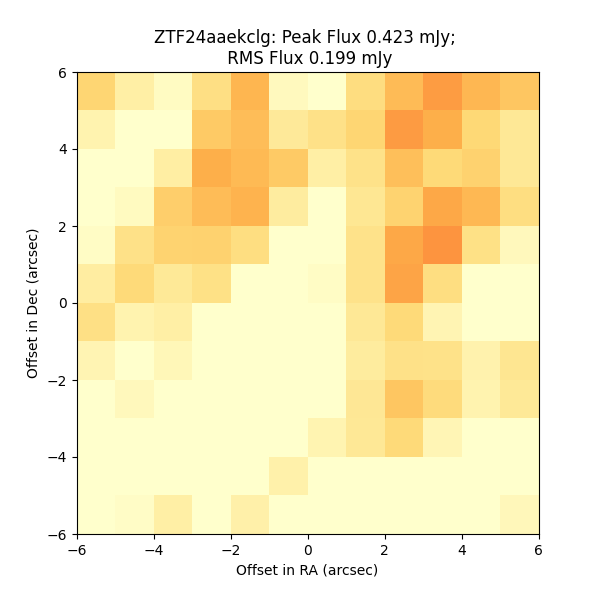 ZTF24aaekclg: Peak Flux 0.423 mJy;
RMS Flux 0.199 mJy
6
4
2
0
−2
−4
−6
Offset in Dec (arcsec)
−6 −4 −2 0 2 4 6
Offset in RA (arcsec)